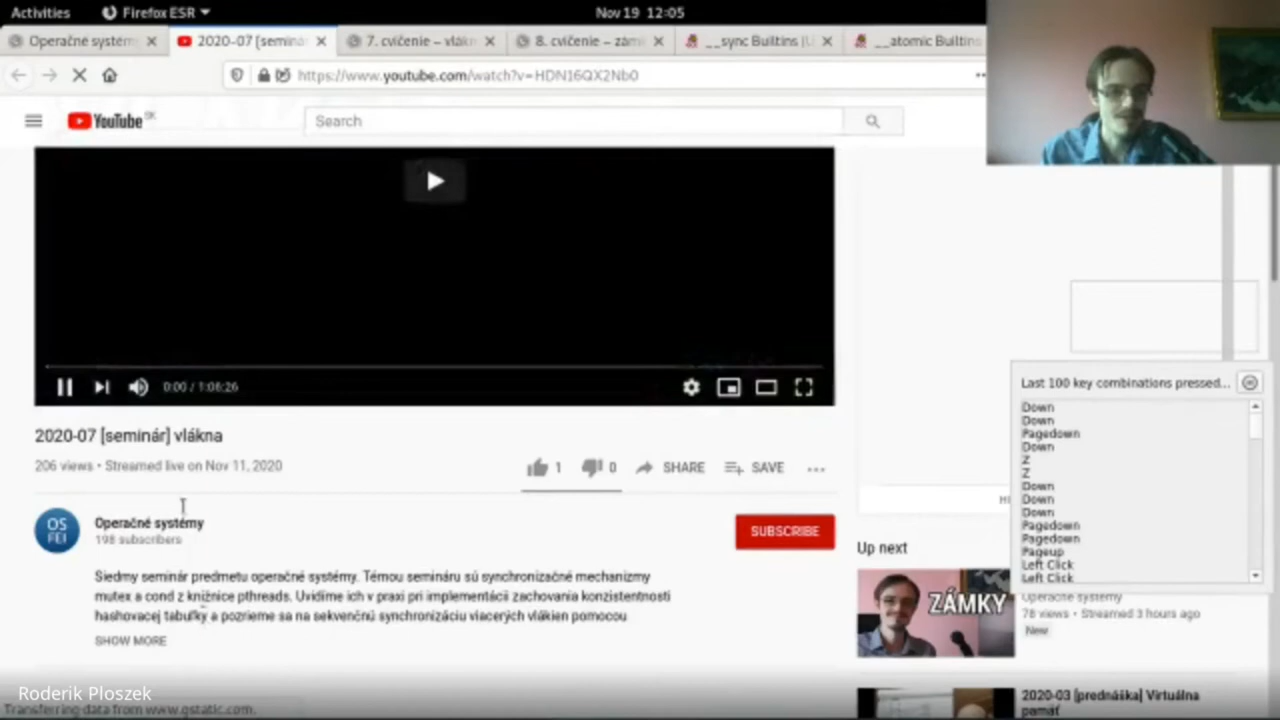 Activities
Firefox ESR
Nov 19 12:05
Operačné systém
2020-07 [seminá
7. cvičenie – vlákn
8. cvičenie – zám
__sync Builtins (U
__atomic Builtins
https://www.youtube.com/watch?v=HDN16QX2Nb0
YouTube SK
Search
0:00 / 1:06:26
2020-07 [seminár] vlákna
206 views • Streamed live on Nov 11, 2020
1
0
SHARE
SAVE
OS
FEI
Operačné systémy
198 subscribers
SUBSCRIBE
Siedmy seminár predmetu operačné systémy. Témou seminaru sú synchronizačné mechanizmy
mutex a cond z knižnice pthreads. Uvidíme ich v praxi pri implementácii zachovania konzistentnosti
hashovacej tabuľky a pozrieme sa na sekvenčnú synchronizáciu viacerých vlákien pomocou
SHOW MORE
Last 100 key combinations pressed...
Down
Down
Pagedown
Down
Z
Z
Down
Down
Down
Pagedown
Pagedown
Pageup
Left Click
Left Click
Up next
ZÁMKY
Operačné systémy
78 views • Streamed 3 hours ago
New
2020-03 [prednáška] Virtuálna
pamäť
Roderik Ploszek
Transferring data from www.gstatic.com.